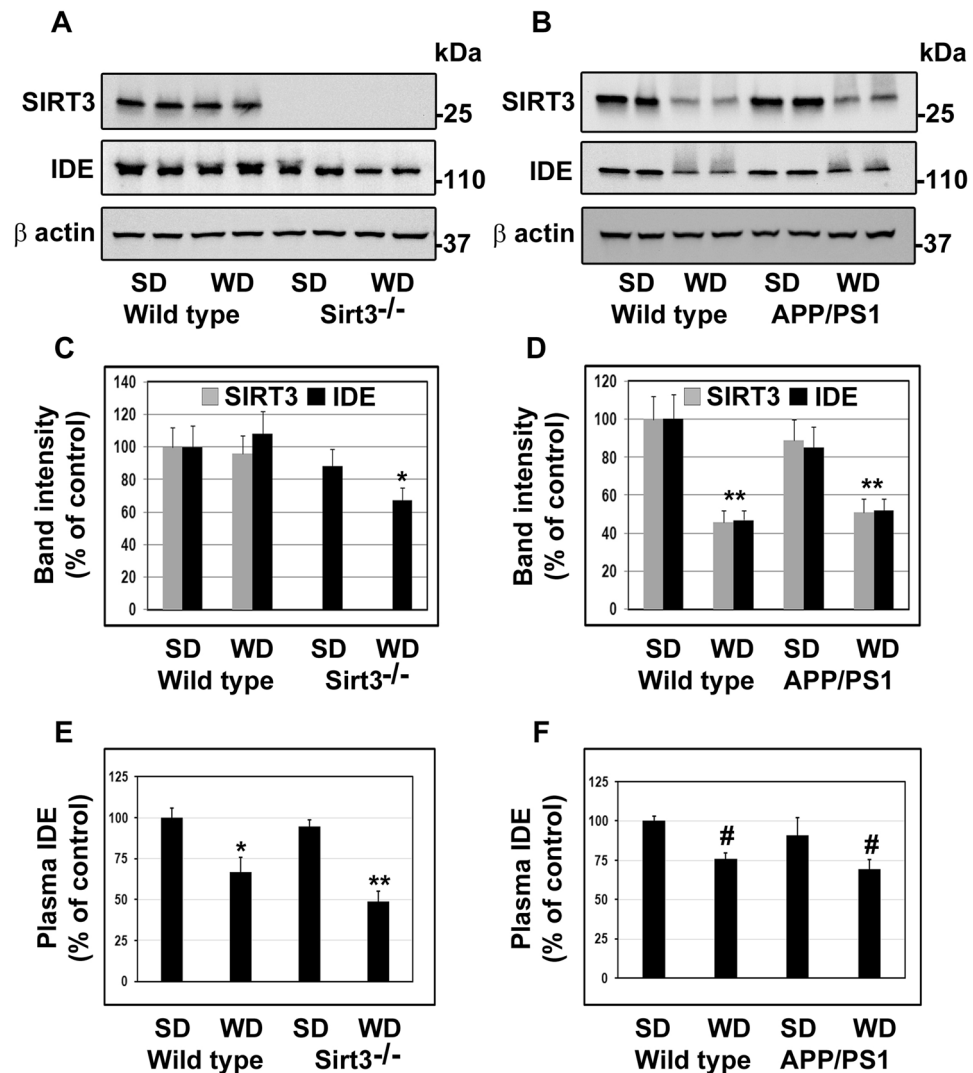 A
kDa
SIRT3
-25
IDE
-110
β actin
-37
SD WD SD WD
Wild type Sirt3-/-
B
kDa
SIRT3
-25
IDE
-110
β actin
-37
SD WD SD WD
Wild type APP/PS1
C
Band intensity
(% of control)
140
120
100
80
60
40
20
0
SIRT3 IDE
*
SD WD SD WD
Wild type Sirt3-/-
D
Band intensity
(% of control)
120
100
80
60
40
20
0
SIRT3 IDE
** **
SD WD SD WD
Wild type APP/PS1
E
Plasma IDE
(% of control)
125
100
75
50
25
0
* **
SD WD SD WD
Wild type Sirt3-/-
F
Plasma IDE
(% of control)
125
100
75
50
25
0
# #
SD WD SD WD
Wild type APP/PS1